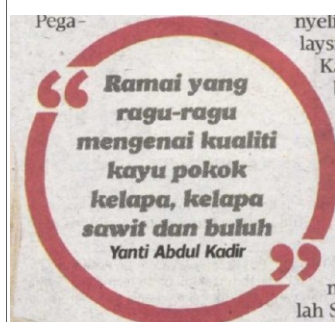 Pega-
Ramai yang
ragu-ragu
mengenai kualiti
kayu pokok
kelapa, kelapa
sawit dan buluh
Yanti Abdul Kadir
lah S